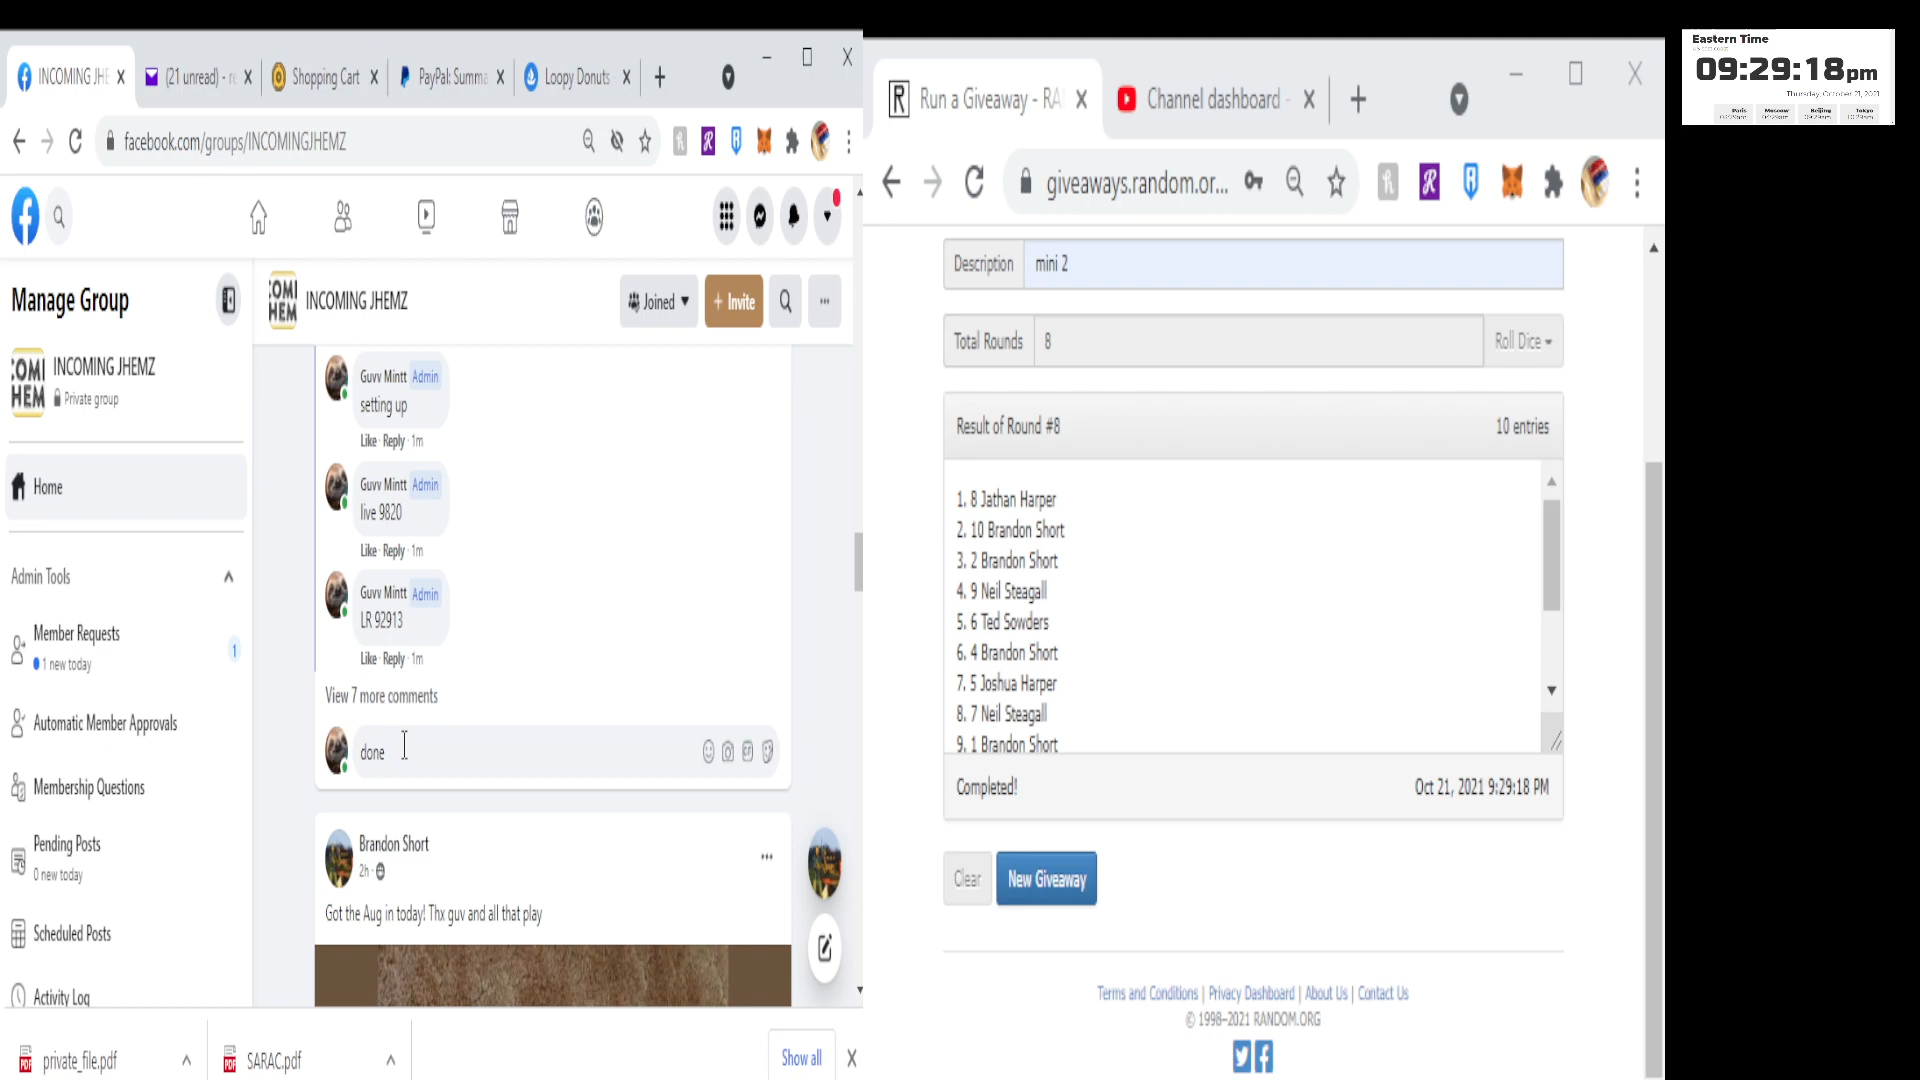 INCOMING JHE
(21 unread) - r
Shopping Cart
PayPal: Summa
Loopy Donuts
facebook.com/groups/INCOMINGJHEMZ
Manage Group
INCOMING JHEMZ
Private group
Home
Admin Tools
Member Requests
1 new today
1
Automatic Member Approvals
Membership Questions
Pending Posts
0 new today
Scheduled Posts
Activity Log
INCOMING JHEMZ
Joined
+ Invite
Guvv Mintt Admin
setting up
Like · Reply · 1m
Guvv Mintt Admin
live 9820
Like · Reply · 1m
Guvv Mintt Admin
LR 92913
Like · Reply · 1m
View 7 more comments
done
Brandon Short
2h
Got the Aug in today! Thx guv and all that play
private_file.pdf
SARAC.pdf
Show all
Run a Giveaway - RA
Channel dashboard -
giveaways.random.or...
Description mini 2
Total Rounds 8 Roll Dice
Result of Round #8 10 entries
1. 8 Jathan Harper
2. 10 Brandon Short
3. 2 Brandon Short
4. 9 Neil Steagall
5. 6 Ted Sowders
6. 4 Brandon Short
7. 5 Joshua Harper
8. 7 Neil Steagall
9. 1 Brandon Short
Completed! Oct 21, 2021 9:29:18 PM
Clear New Giveaway
Terms and Conditions | Privacy Dashboard | About Us | Contact Us
© 1998–2021 RANDOM.ORG
Eastern Time
09:29:18pm
Thursday, October 21, 2021
Paris Moscow Beijing Tokyo